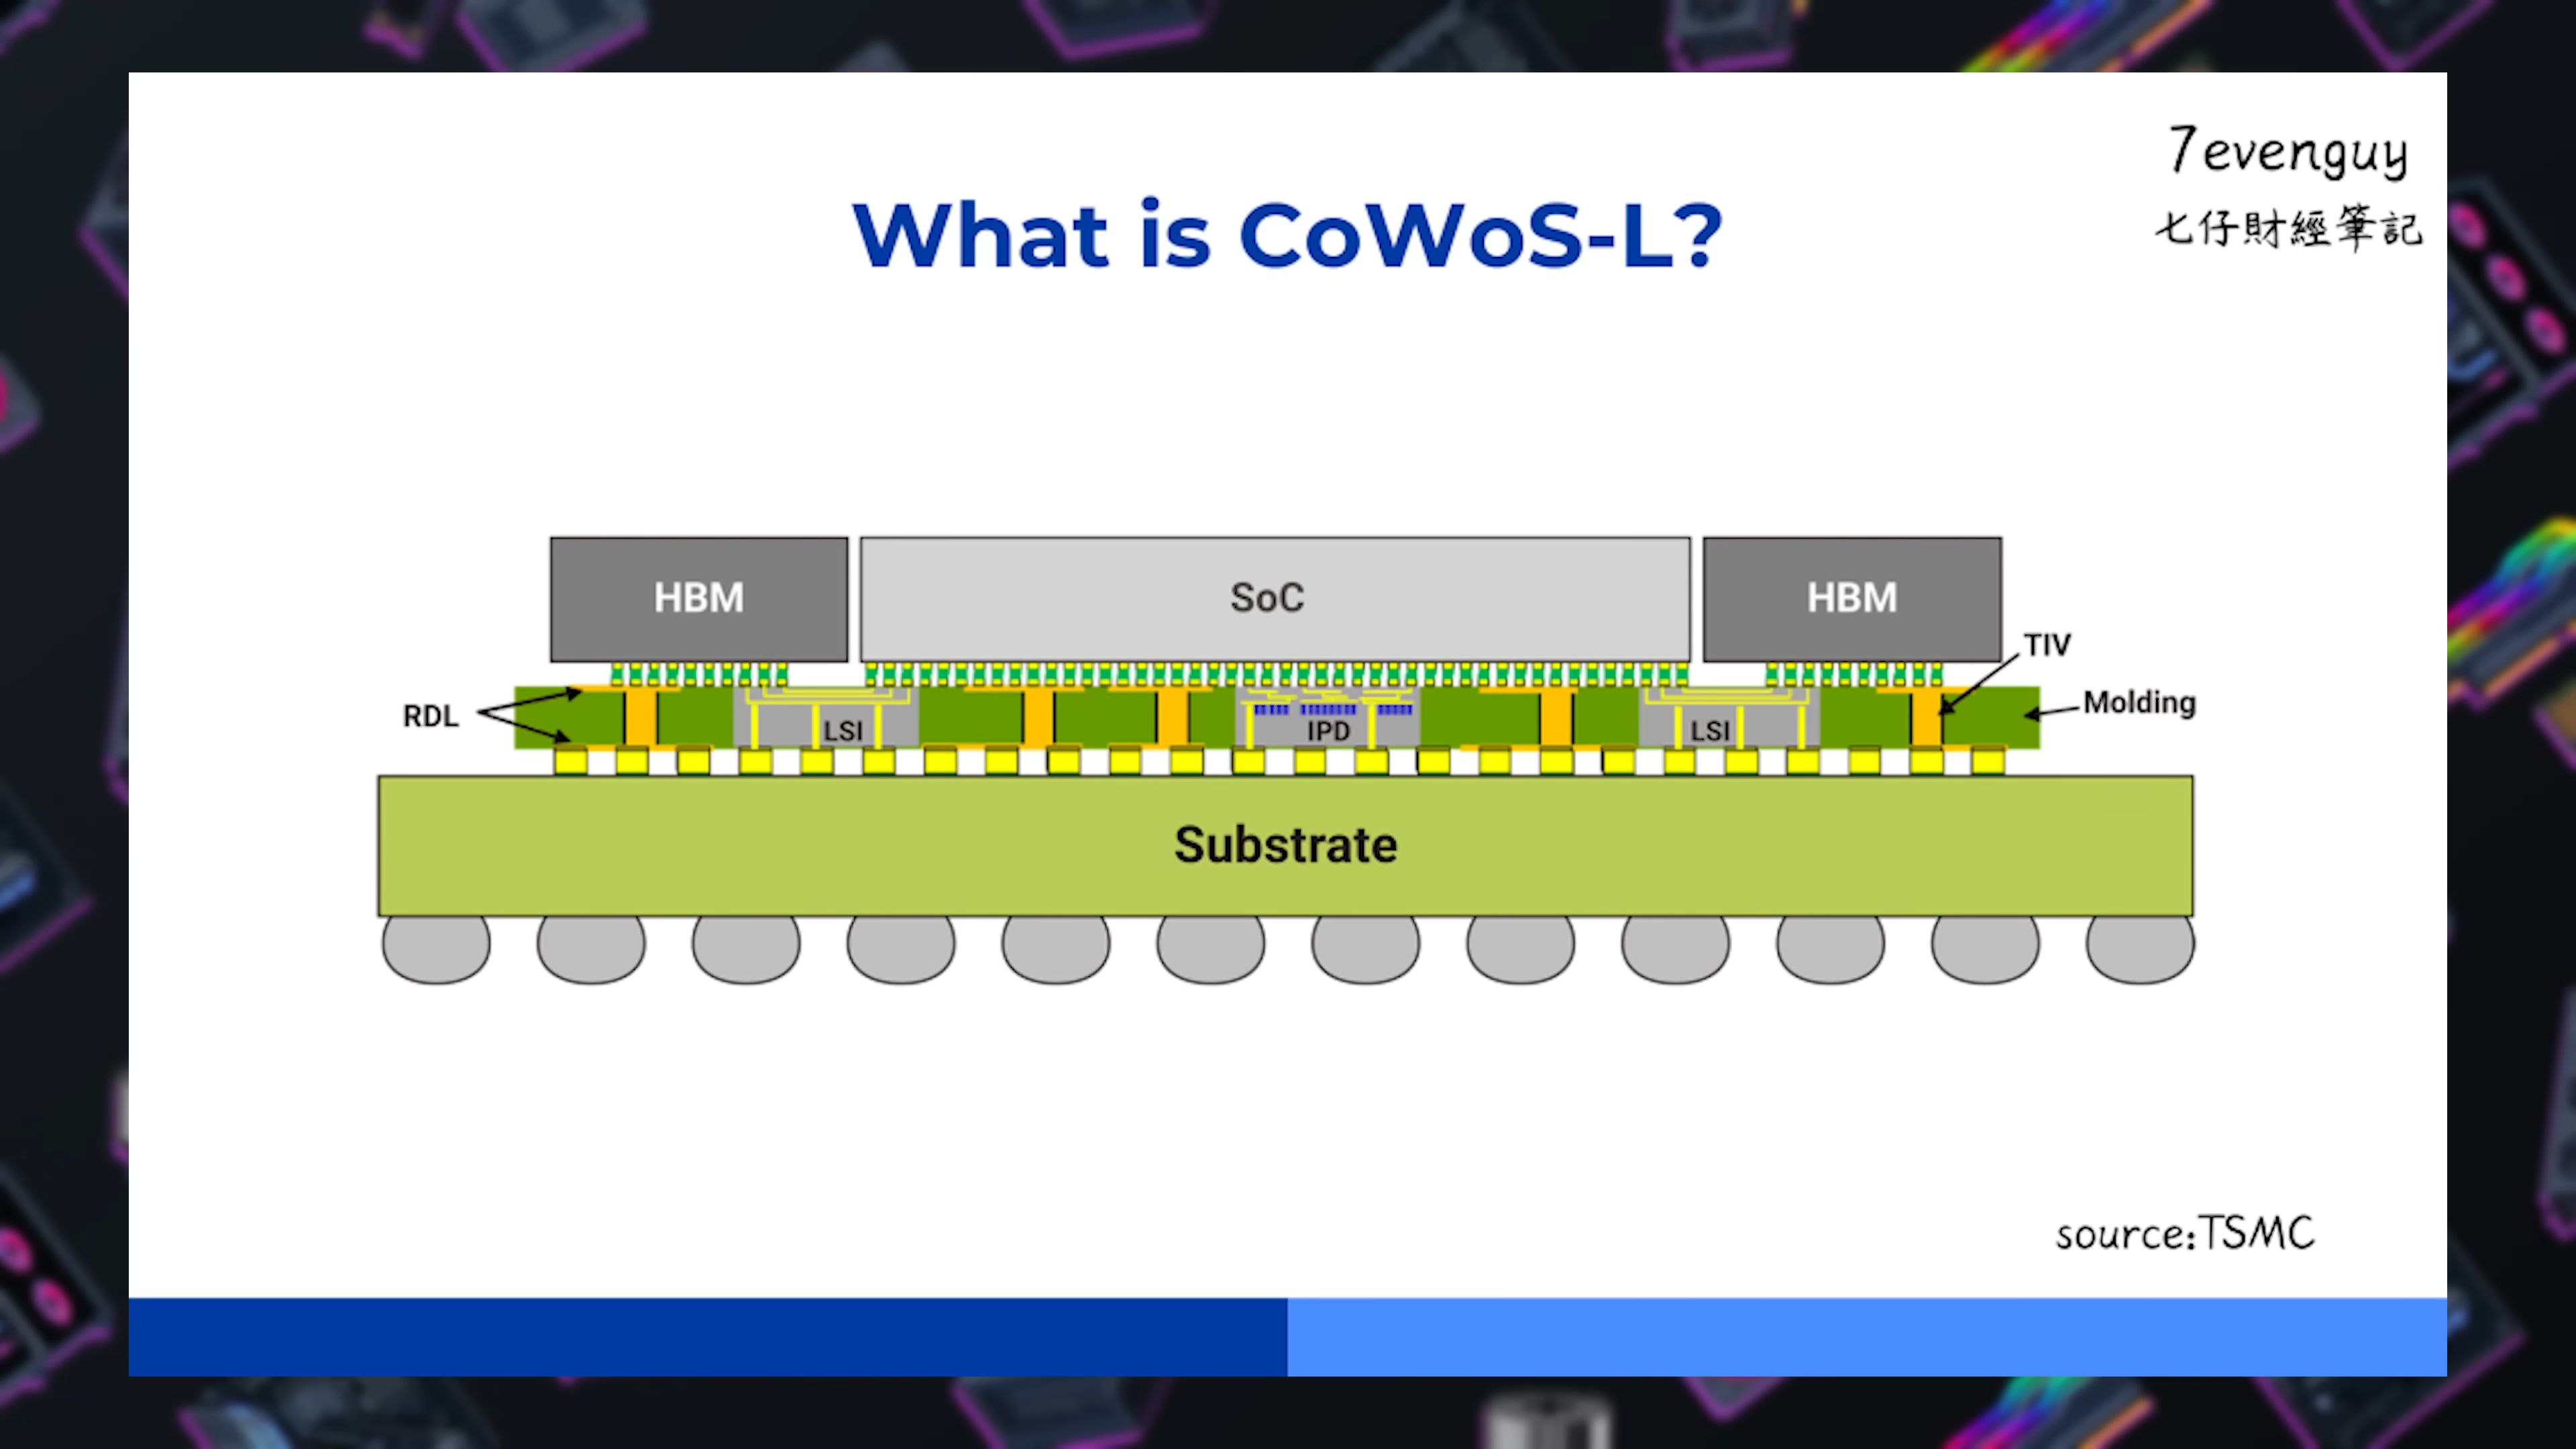 7evenguy
七仔財經筆記
What is CoWoS-L?
HBM
SoC
HBM
TIV
RDL
LSI
IPD
LSI
Molding
Substrate
source:TSMC